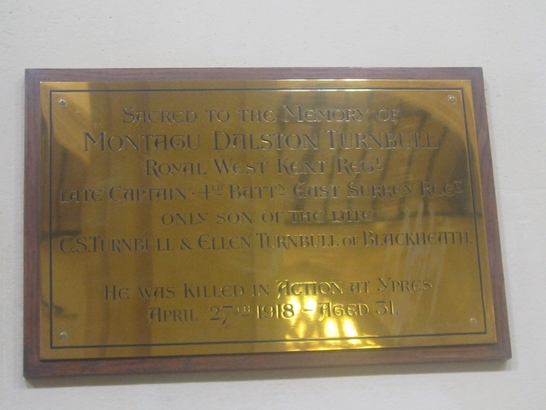 Sacred to the Memory of
Montagu Dalston Turnbull
Royal West Kent Regt
late Captain 4th Battn East Surrey Regt
only son of the late
C.S. Turnbull & Ellen Turnbull of Blackheath.
He was Killed in Action at Ypres
April 27th 1918 – Aged 31.